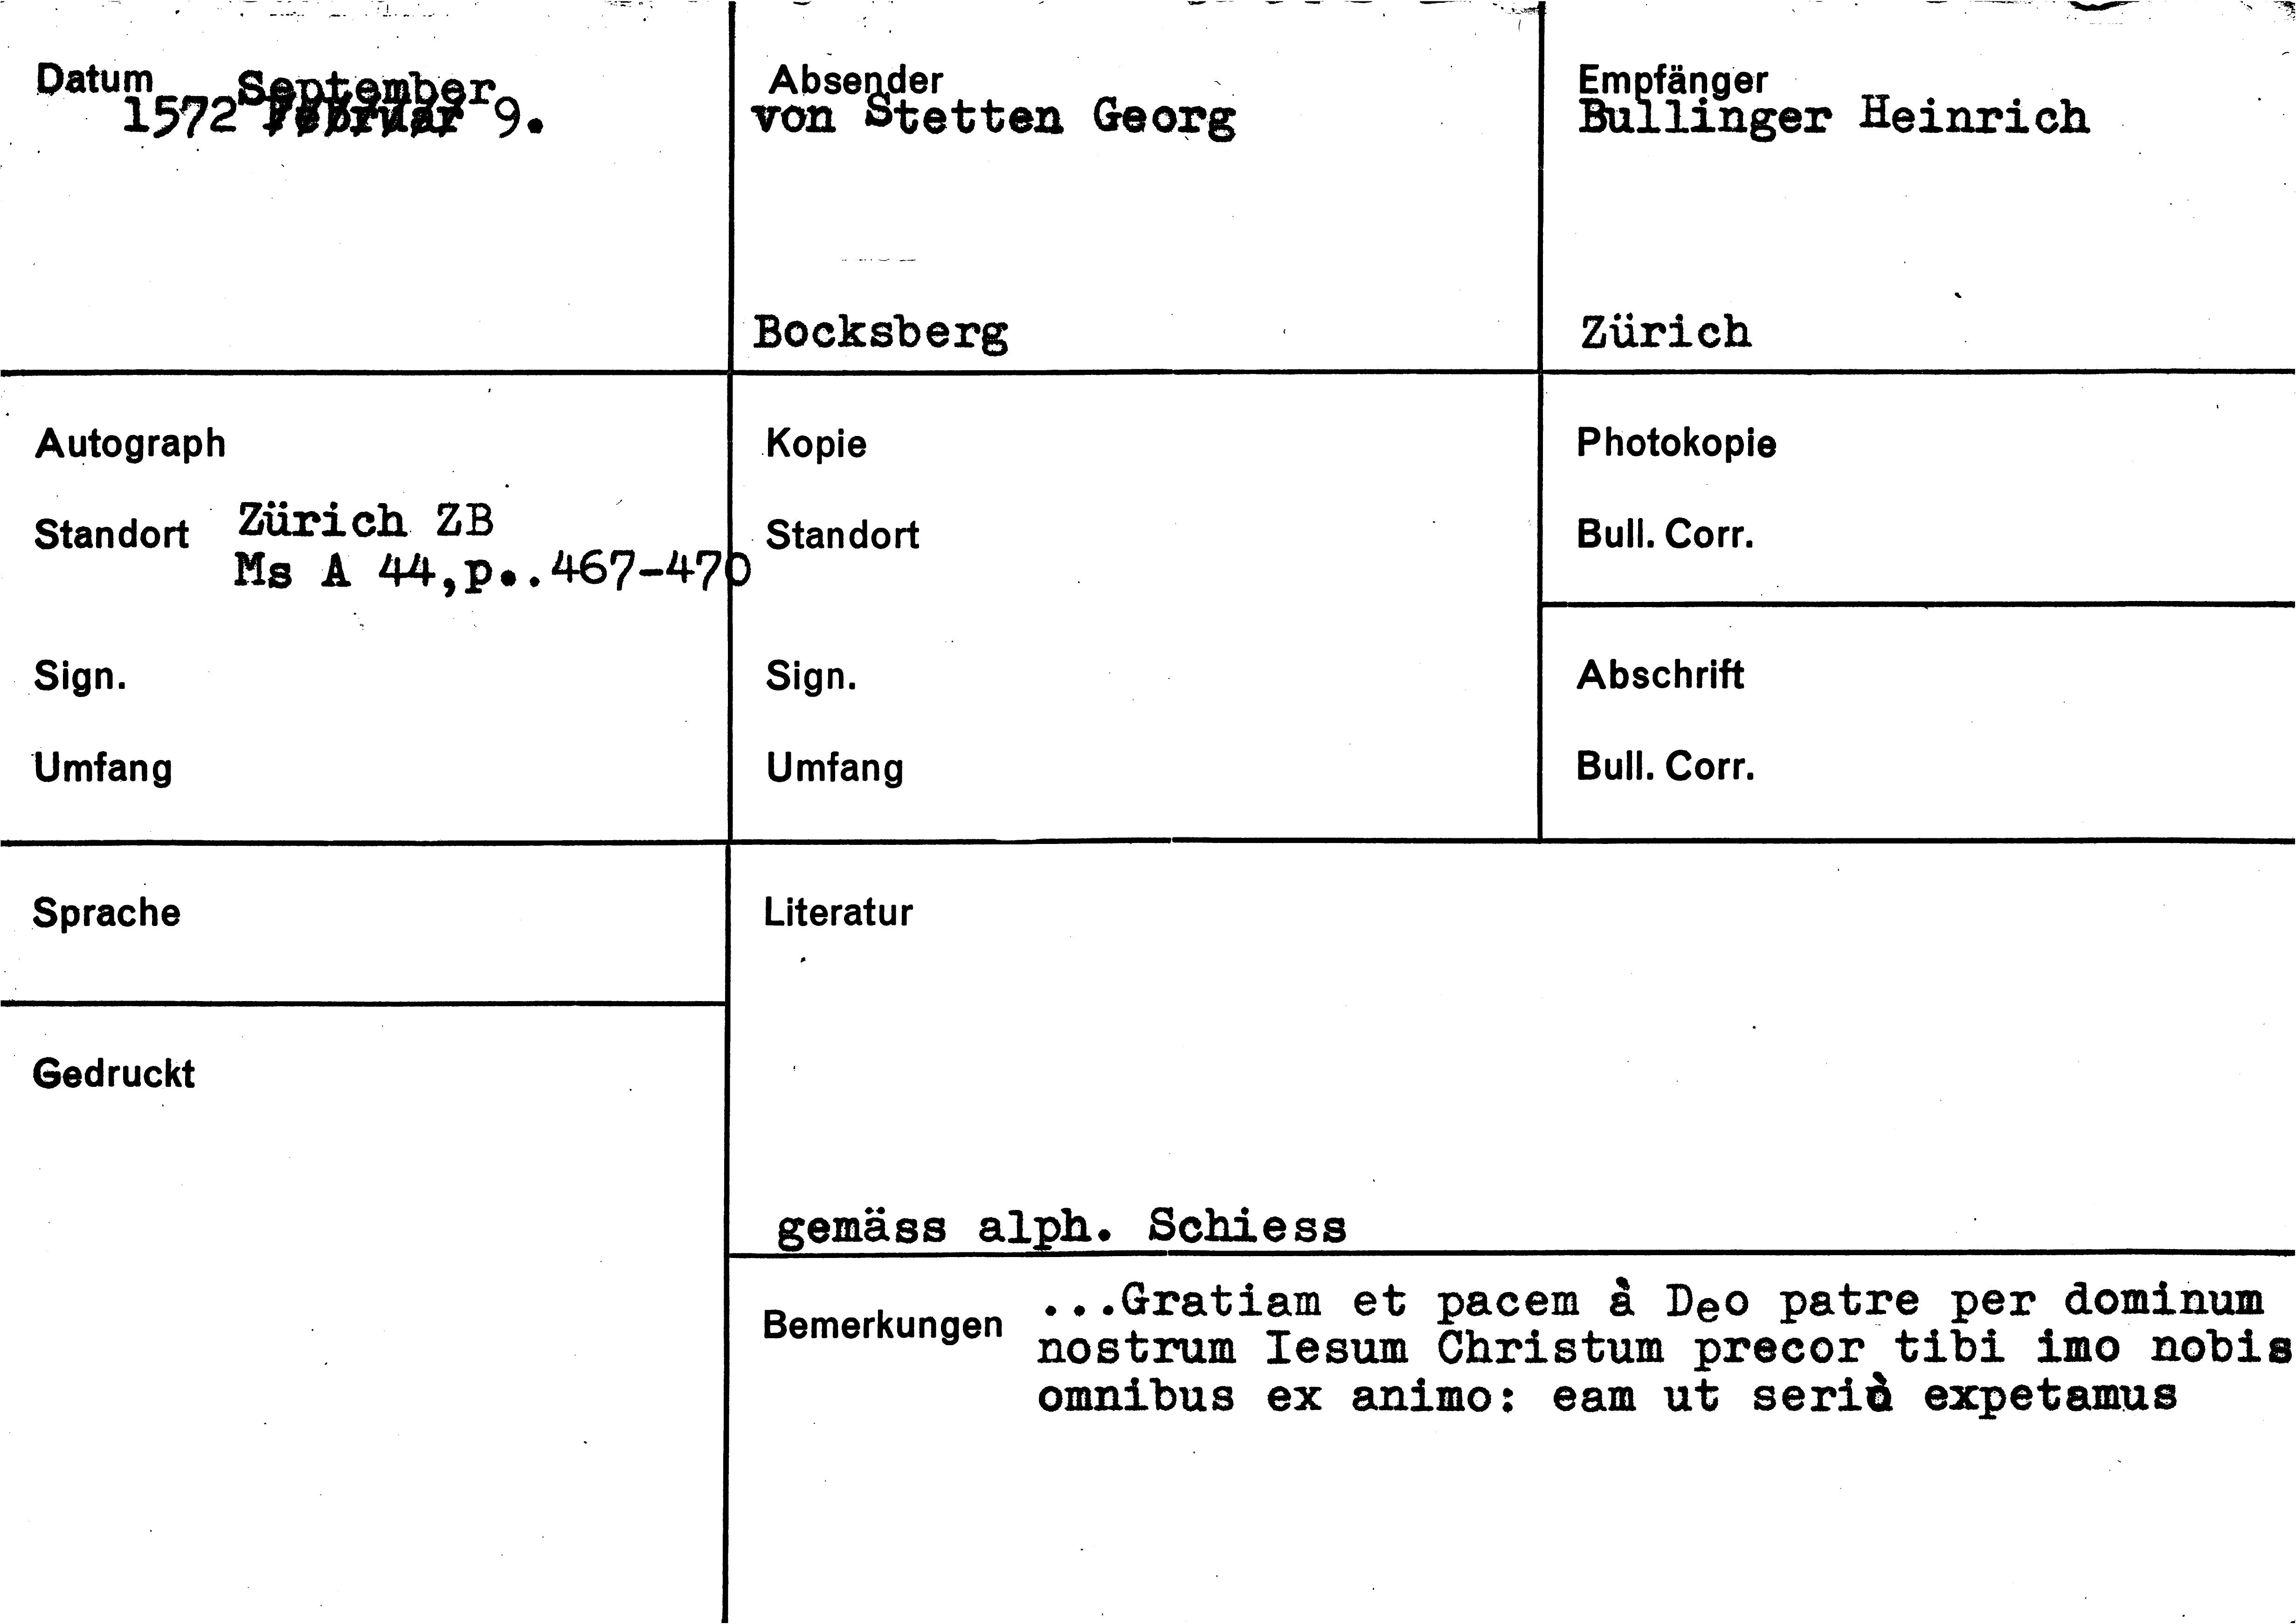 Datum
1572 September Februar 9.
Absender
von Stetten Georg
Bocksberg
Empfänger
Bullinger Heinrich
Zürich
Autograph
Standort Zürich ZB
Ms A 44,p..467-470
Sign.
Umfang
Kopie
Standort
Sign.
Umfang
Photokopie
Bull. Corr.
Abschrift
Bull. Corr.
Sprache
Gedruckt
Literatur
gemäss alph. Schiess
Bemerkungen ...Gratiam et pacem à Deo patre per dominum
nostrum Iesum Christum precor tibi imo nobis
omnibus ex animo: eam ut seriò expetamus